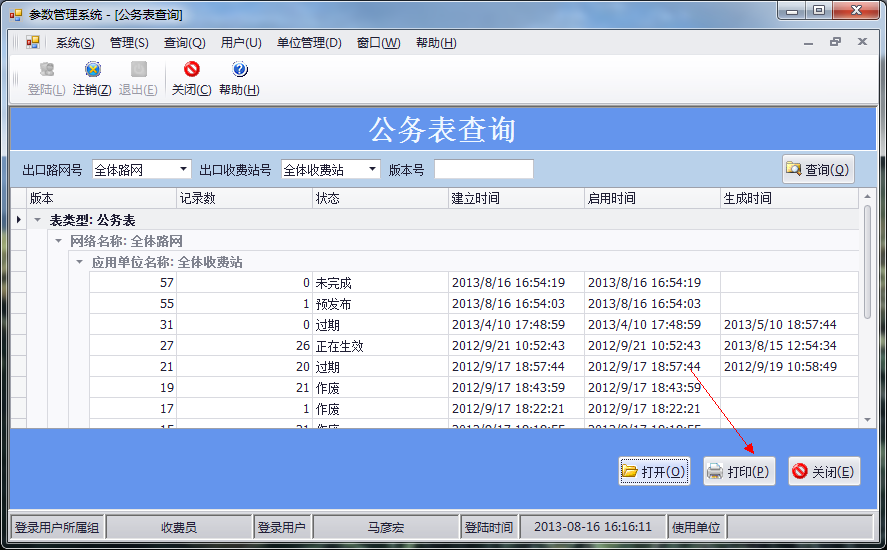 参数管理系统 - [公务表查询]
系统(S) 管理(S) 查询(Q) 用户(U) 单位管理(D) 窗口(W) 帮助(H)
登陆(L) 注销(Z) 退出(E) 关闭(C) 帮助(H)
公务表查询
出口路网号 全体路网 出口收费站号 全体收费站 版本号 查询(Q)
版本 记录数 状态 建立时间 启用时间 生成时间
表类型: 公务表
网络名称: 全体路网
应用单位名称: 全体收费站
57 0 未完成 2013/8/16 16:54:19 2013/8/16 16:54:19
55 1 预发布 2013/8/16 16:54:03 2013/8/16 16:54:03
31 0 过期 2013/4/10 17:48:59 2013/4/10 17:48:59 2013/5/10 18:57:44
27 26 正在生效 2012/9/21 10:52:43 2012/9/21 10:52:43 2013/8/15 12:54:34
21 20 过期 2012/9/17 18:57:44 2012/9/17 18:57:44 2012/9/19 10:58:49
19 21 作废 2012/9/17 18:43:59 2012/9/17 18:43:59
17 1 作废 2012/9/17 18:22:21 2012/9/17 18:22:21
打开(O) 打印(P) 关闭(E)
登录用户所属组 收费员 登录用户 马彦宏 登陆时间 2013-08-16 16:16:11 使用单位